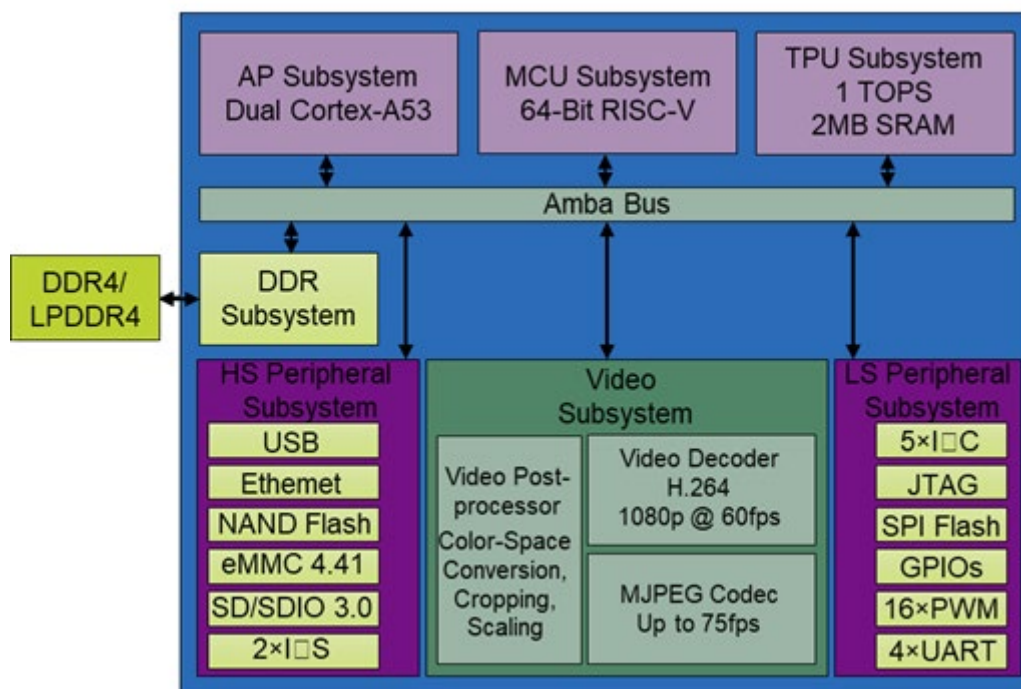 AP Subsystem
Dual Cortex-A53
MCU Subsystem
64-Bit RISC-V
TPU Subsystem
1 TOPS
2MB SRAM
Amba Bus
DDR4/
LPDDR4
DDR
Subsystem
HS Peripheral
Subsystem
USB
Ethemet
NAND Flash
eMMC 4.41
SD/SDIO 3.0
2×I□S
Video
Subsystem
Video Post-
processor
Color-Space
Conversion,
Cropping,
Scaling
Video Decoder
H.264
1080p @ 60fps
MJPEG Codec
Up to 75fps
LS Peripheral
Subsystem
5×I□C
JTAG
SPI Flash
GPIOs
16×PWM
4×UART